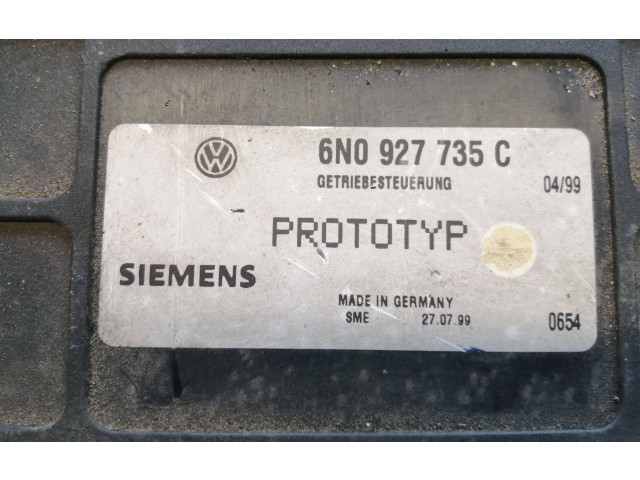 6N0 927 735 C
GETRIEBESTEUERUNG 04/99
PROTOTYP
SIEMENS
MADE IN GERMANY
SME 27.07.99 0654